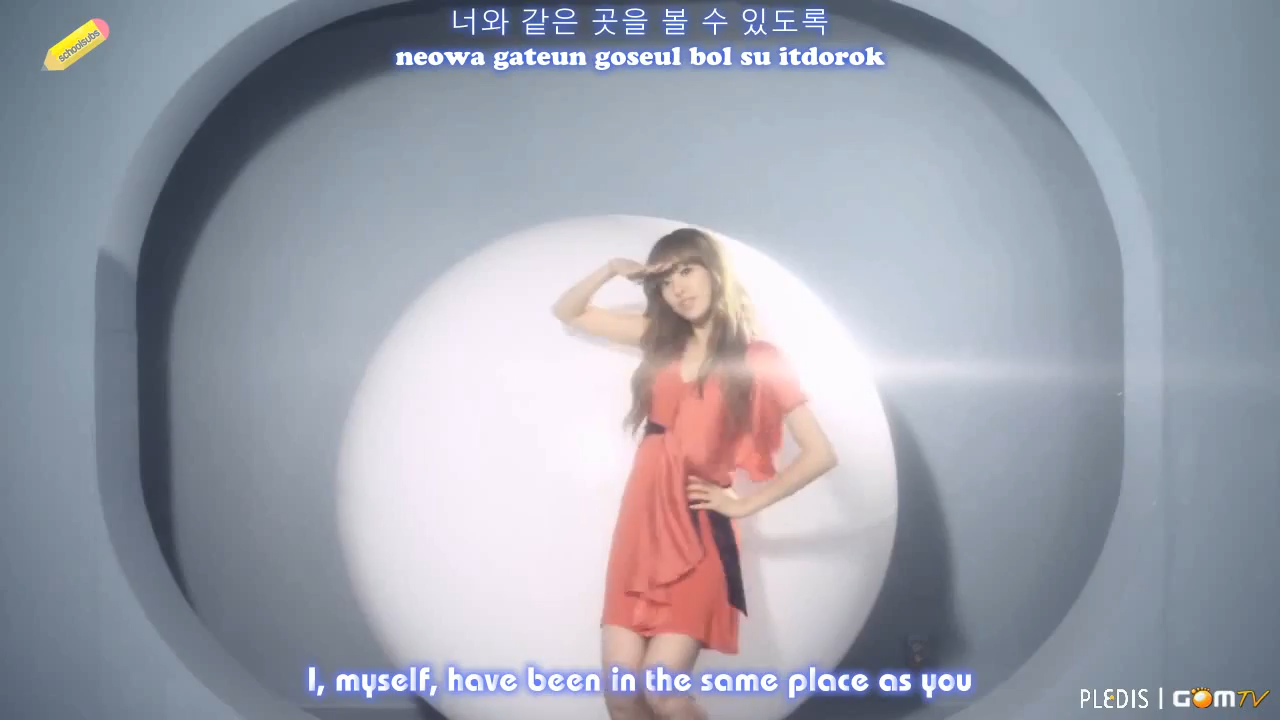 너와 같은 곳을 볼 수 있도록
neowa gateun goseul bol su itdorok
schoolsubs
I, myself, have been in the same place as you
PLEDIS | GOMTV